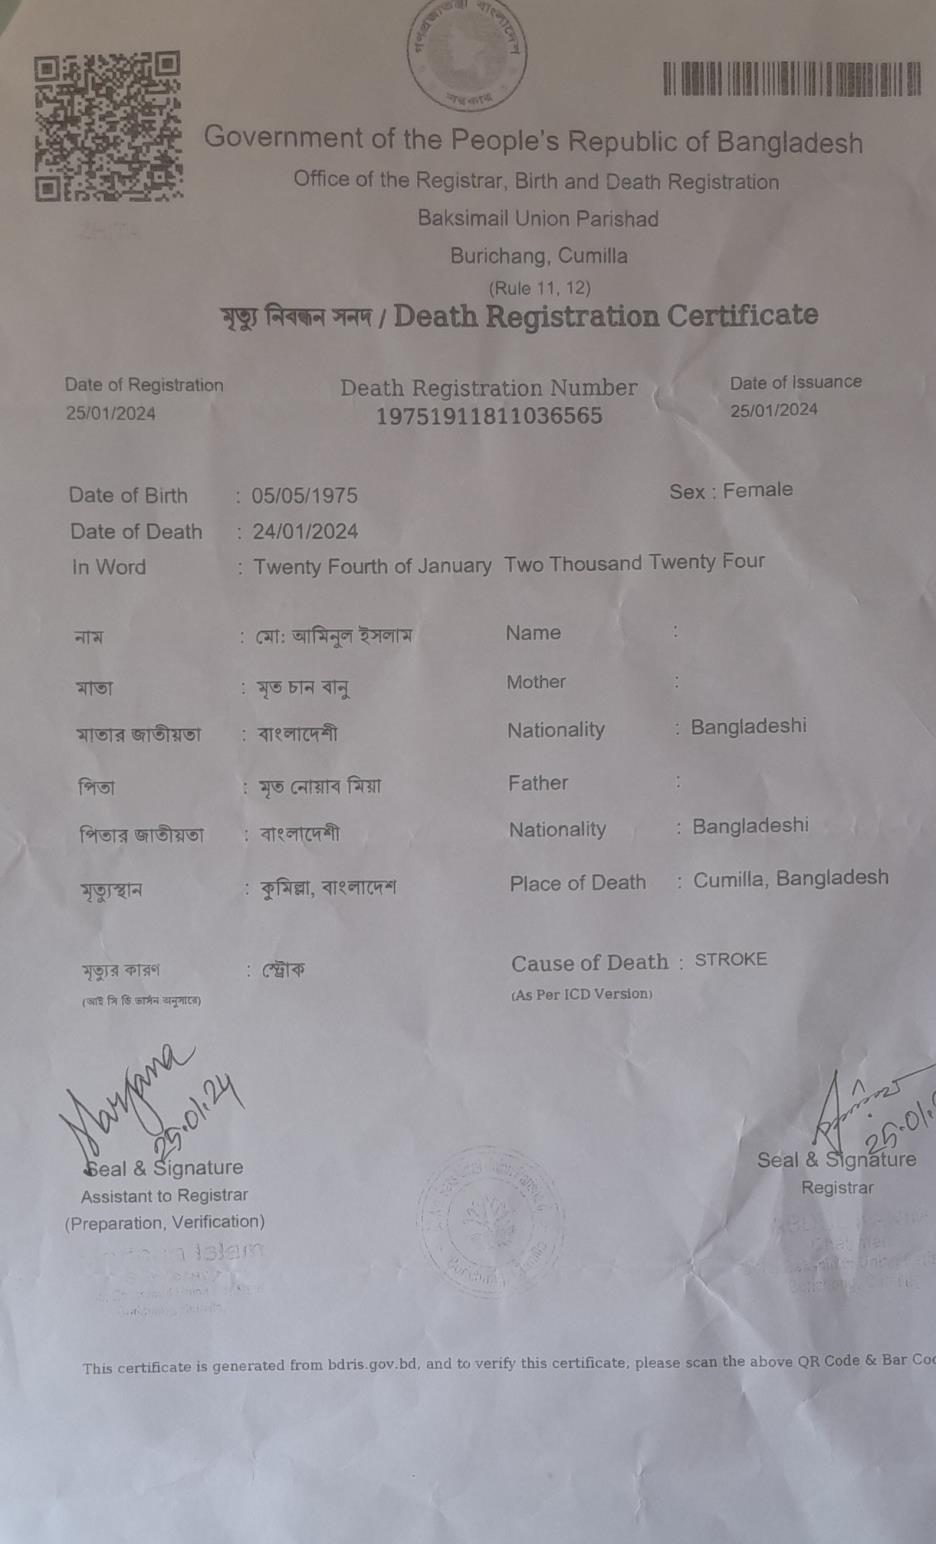 গণপ্রজাতন্ত্রী বাংলাদেশ
সরকার
Government of the People's Republic of Bangladesh
Office of the Registrar, Birth and Death Registration
Baksimail Union Parishad
Burichang, Cumilla
(Rule 11, 12)
মৃত্যু নিবন্ধন সনদ / Death Registration Certificate
Date of Registration Death Registration Number Date of Issuance
25/01/2024 19751911811036565 25/01/2024
Date of Birth : 05/05/1975 Sex : Female
Date of Death : 24/01/2024
In Word : Twenty Fourth of January Two Thousand Twenty Four
নাম : মো: আমিনুল ইসলাম Name :
মাতা : মৃত চান বানু Mother :
মাতার জাতীয়তা : বাংলাদেশী Nationality : Bangladeshi
পিতা : মৃত নোয়াব মিয়া Father :
পিতার জাতীয়তা : বাংলাদেশী Nationality : Bangladeshi
মৃত্যুস্থান : কুমিল্লা, বাংলাদেশ Place of Death : Cumilla, Bangladesh
মৃত্যুর কারণ : স্ট্রোক Cause of Death : STROKE
(আই সি ডি ভার্সন অনুসারে) (As Per ICD Version)
25.01.24 25.01.
Seal & Signature Seal & Signature
Assistant to Registrar Registrar
(Preparation, Verification)
Islam
This certificate is generated from bdris.gov.bd, and to verify this certificate, please scan the above QR Code & Bar